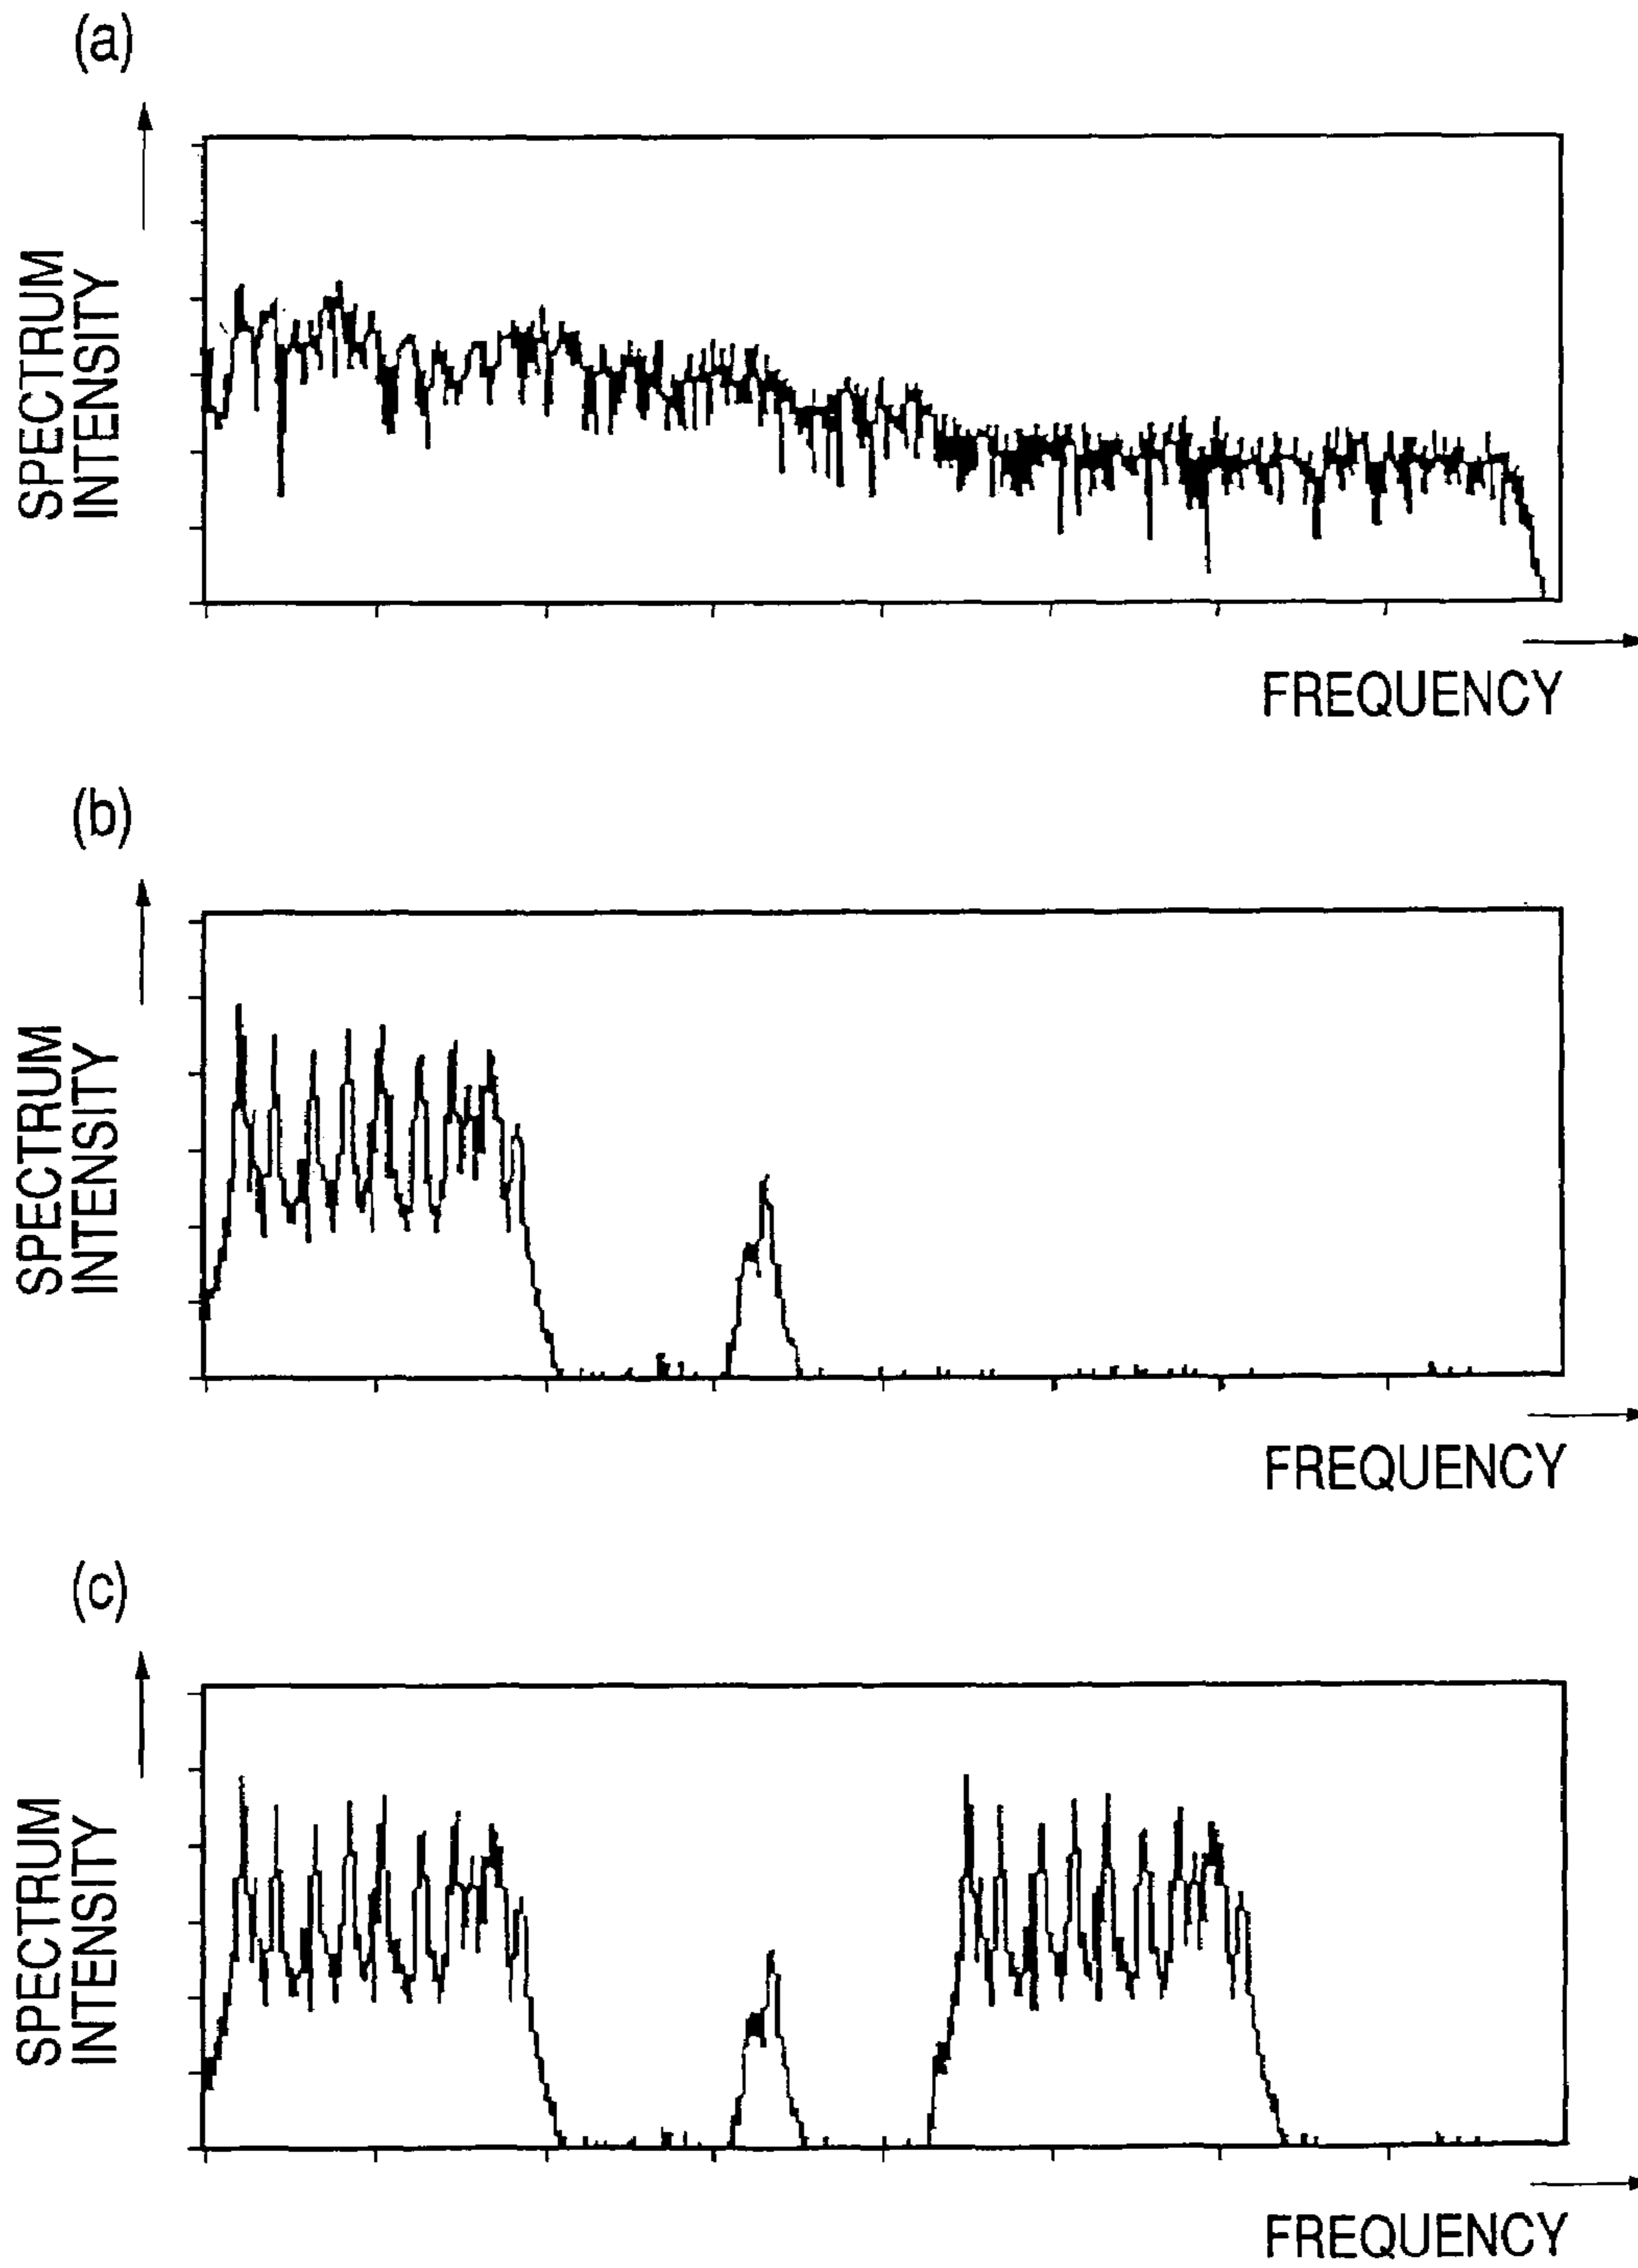 (a)
SPECTRUM
INTENSITY
FREQUENCY
(b)
SPECTRUM
INTENSITY
FREQUENCY
(c)
SPECTRUM
INTENSITY
FREQUENCY